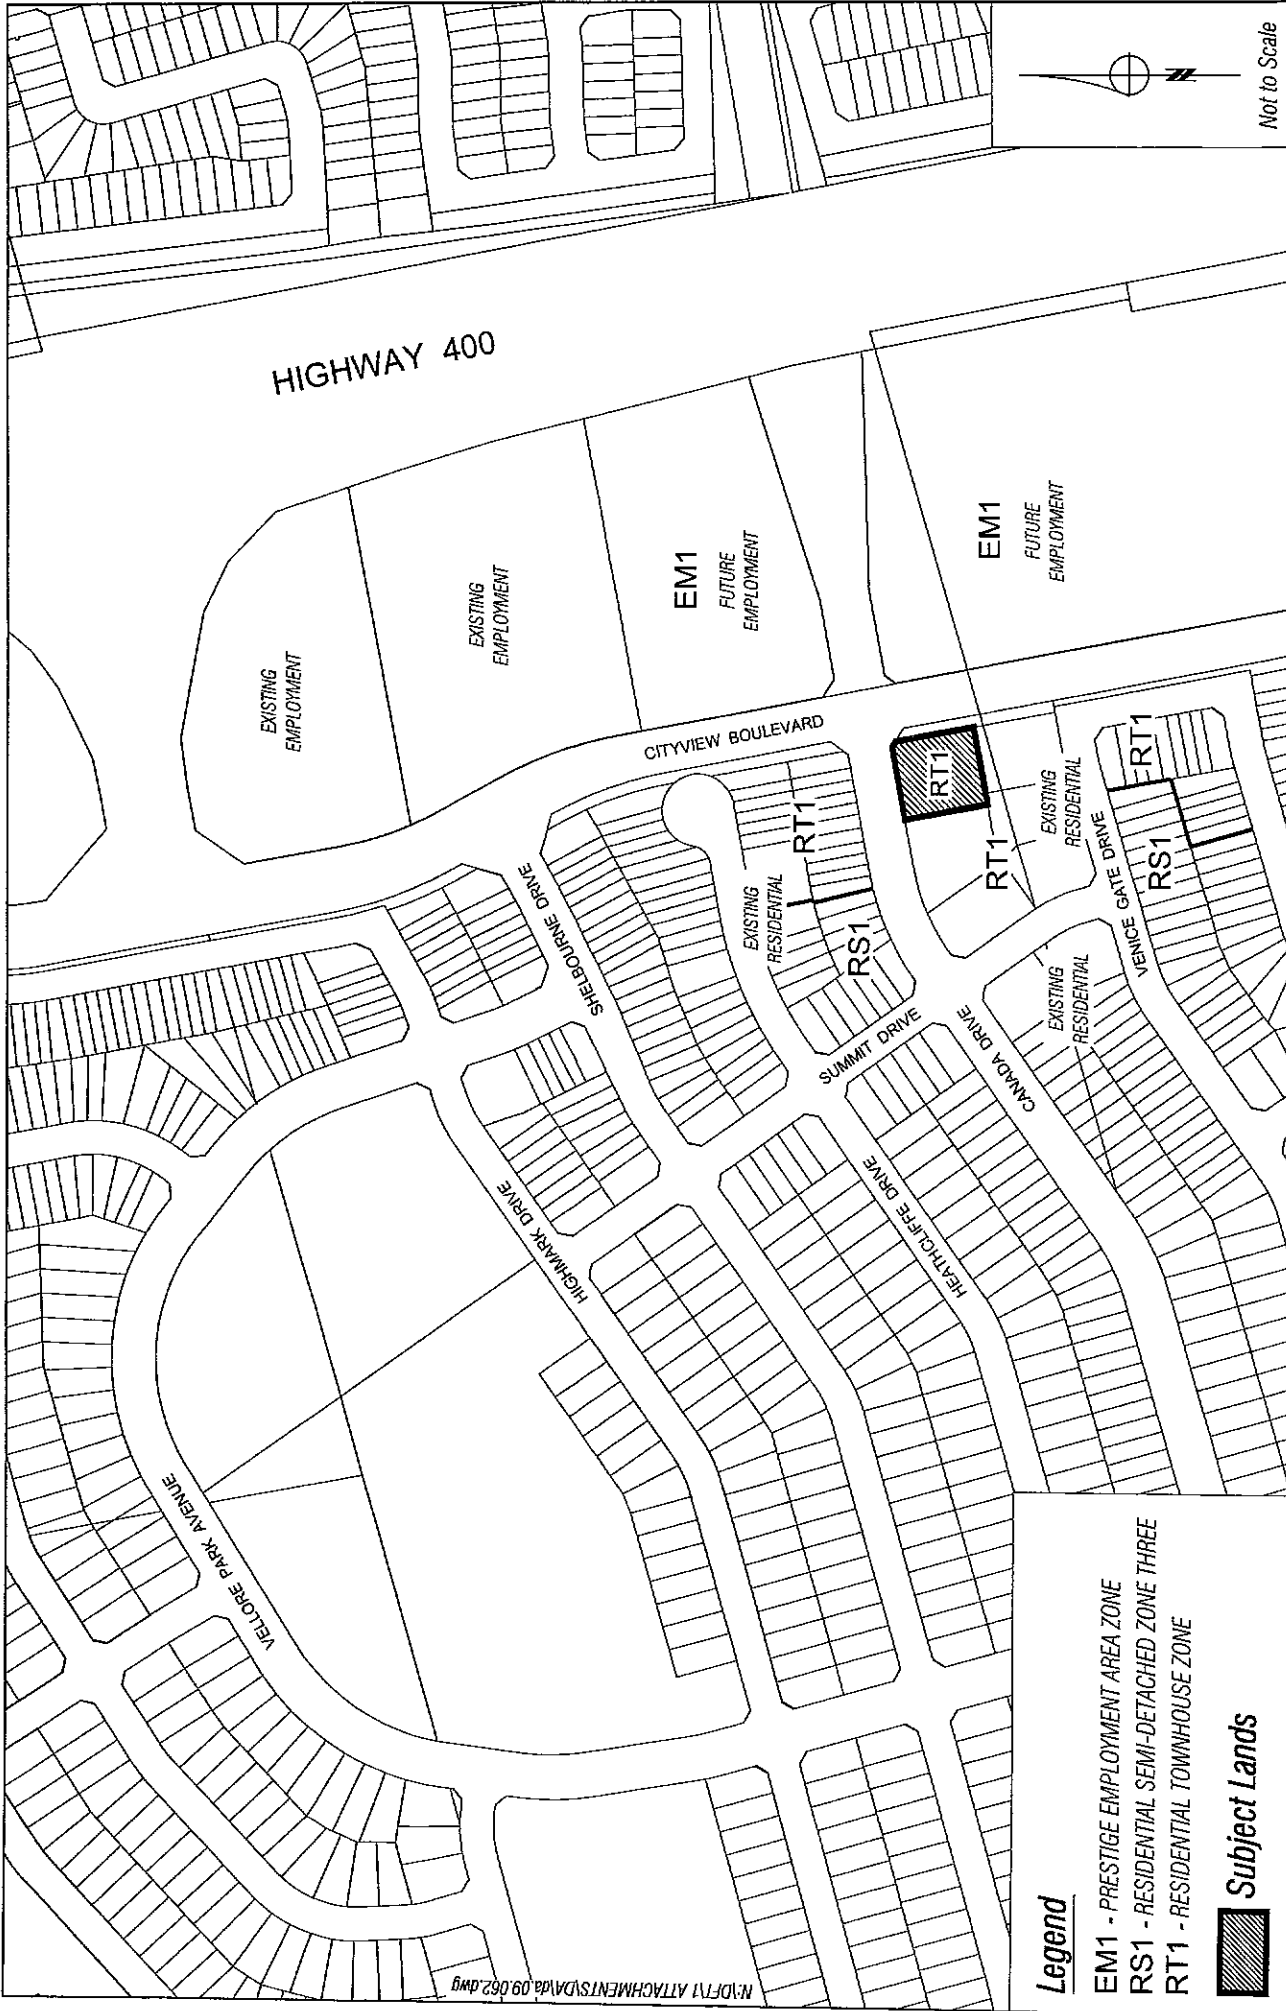 HIGHWAY 400
EXISTING
EMPLOYMENT
EXISTING
EMPLOYMENT
EM1
FUTURE
EMPLOYMENT
EM1
FUTURE
EMPLOYMENT
CITYVIEW BOULEVARD
RT1
RT1
RT1
EXISTING
RESIDENTIAL
RT1
EXISTING
RESIDENTIAL
RS1
RS1
SHELBOURNE DRIVE
SUMMIT DRIVE
CANADA DRIVE
EXISTING
RESIDENTIAL
VENICE GATE DRIVE
HIGHMARK DRIVE
HEATHCLIFFE DRIVE
VELLORE PARK AVENUE
Legend
EM1 - PRESTIGE EMPLOYMENT AREA ZONE
RS1 - RESIDENTIAL SEMI-DETACHED ZONE THREE
RT1 - RESIDENTIAL TOWNHOUSE ZONE
Subject Lands
N
Not to Scale
N:\DFT\1 ATTACHMENTS\DA\da.09.062.dwg